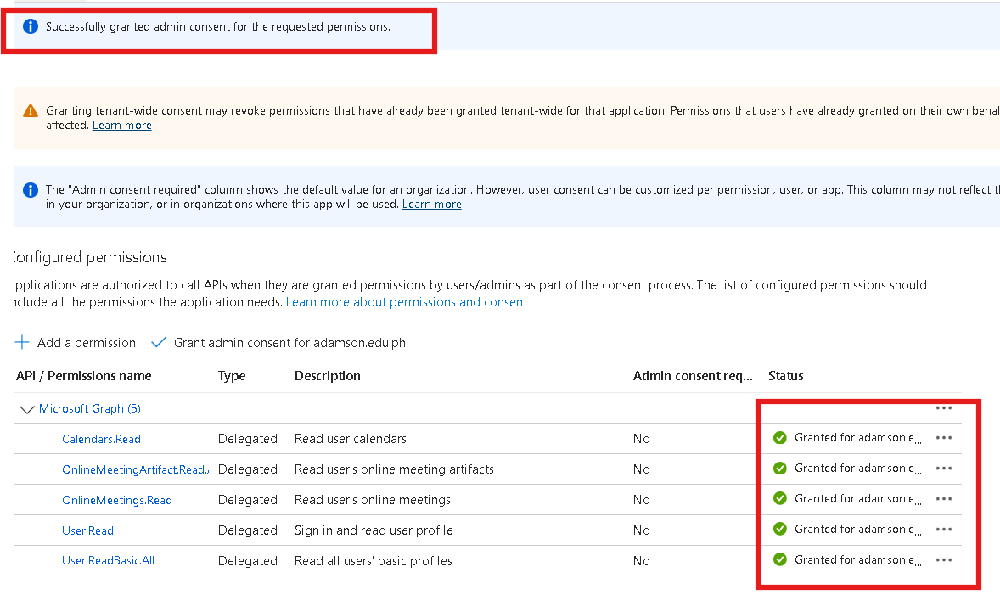 Successfully granted admin consent for the requested permissions.
Granting tenant-wide consent may revoke permissions that have already been granted tenant-wide for that application. Permissions that users have already granted on their own behal
affected. Learn more
The "Admin consent required" column shows the default value for an organization. However, user consent can be customized per permission, user, or app. This column may not reflect th
in your organization, or in organizations where this app will be used. Learn more
onfigured permissions
pplications are authorized to call APIs when they are granted permissions by users/admins as part of the consent process. The list of configured permissions should
nclude all the permissions the application needs. Learn more about permissions and consent
Add a permission Grant admin consent for adamson.edu.ph
API / Permissions name Type Description Admin consent req... Status
Microsoft Graph (5) ...
Calendars.Read Delegated Read user calendars No Granted for adamson.e... ...
OnlineMeetingArtifact.Read. Delegated Read user's online meeting artifacts No Granted for adamson.e... ...
OnlineMeetings.Read Delegated Read user's online meetings No Granted for adamson.e... ...
User.Read Delegated Sign in and read user profile No Granted for adamson.e... ...
User.ReadBasic.All Delegated Read all users' basic profiles No Granted for adamson.e... ...